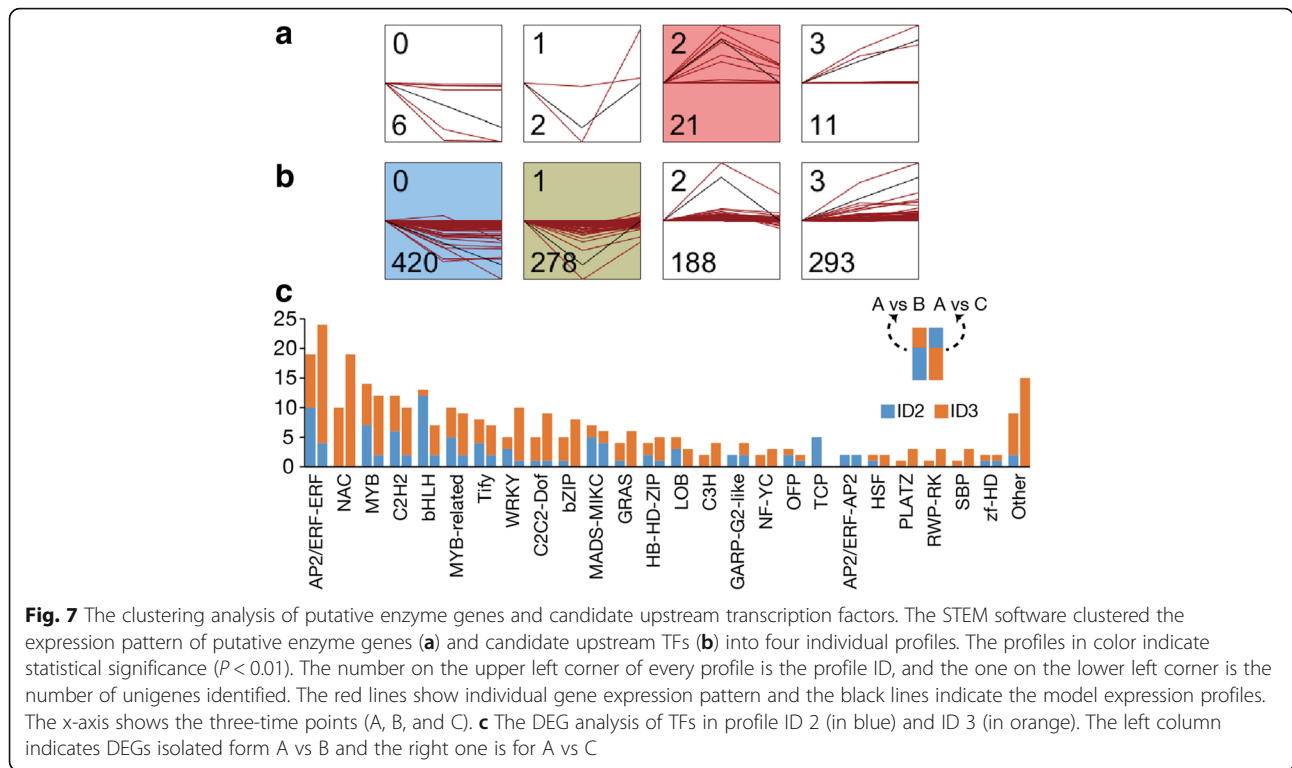 a
0
6
1
2
2
21
3
11
b
0
420
1
278
2
188
3
293
c
25
20
15
10
5
0
A vs B
A vs C
ID2
ID3
AP2/ERF-ERF
NAC
MYB
C2H2
bHLH
MYB-related
Tify
WRKY
C2C2-Dof
bZIP
MADS-MIKC
GRAS
HB-HD-ZIP
LOB
C3H
GARP-G2-like
NF-YC
OFP
TCP
AP2/ERF-AP2
HSF
PLATZ
RWP-RK
SBP
zf-HD
Other
Fig. 7 The clustering analysis of putative enzyme genes and candidate upstream transcription factors. The STEM software clustered the
expression pattern of putative enzyme genes (a) and candidate upstream TFs (b) into four individual profiles. The profiles in color indicate
statistical significance (P < 0.01). The number on the upper left corner of every profile is the profile ID, and the one on the lower left corner is the
number of unigenes identified. The red lines show individual gene expression pattern and the black lines indicate the model expression profiles.
The x-axis shows the three-time points (A, B, and C). c The DEG analysis of TFs in profile ID 2 (in blue) and ID 3 (in orange). The left column
indicates DEGs isolated form A vs B and the right one is for A vs C